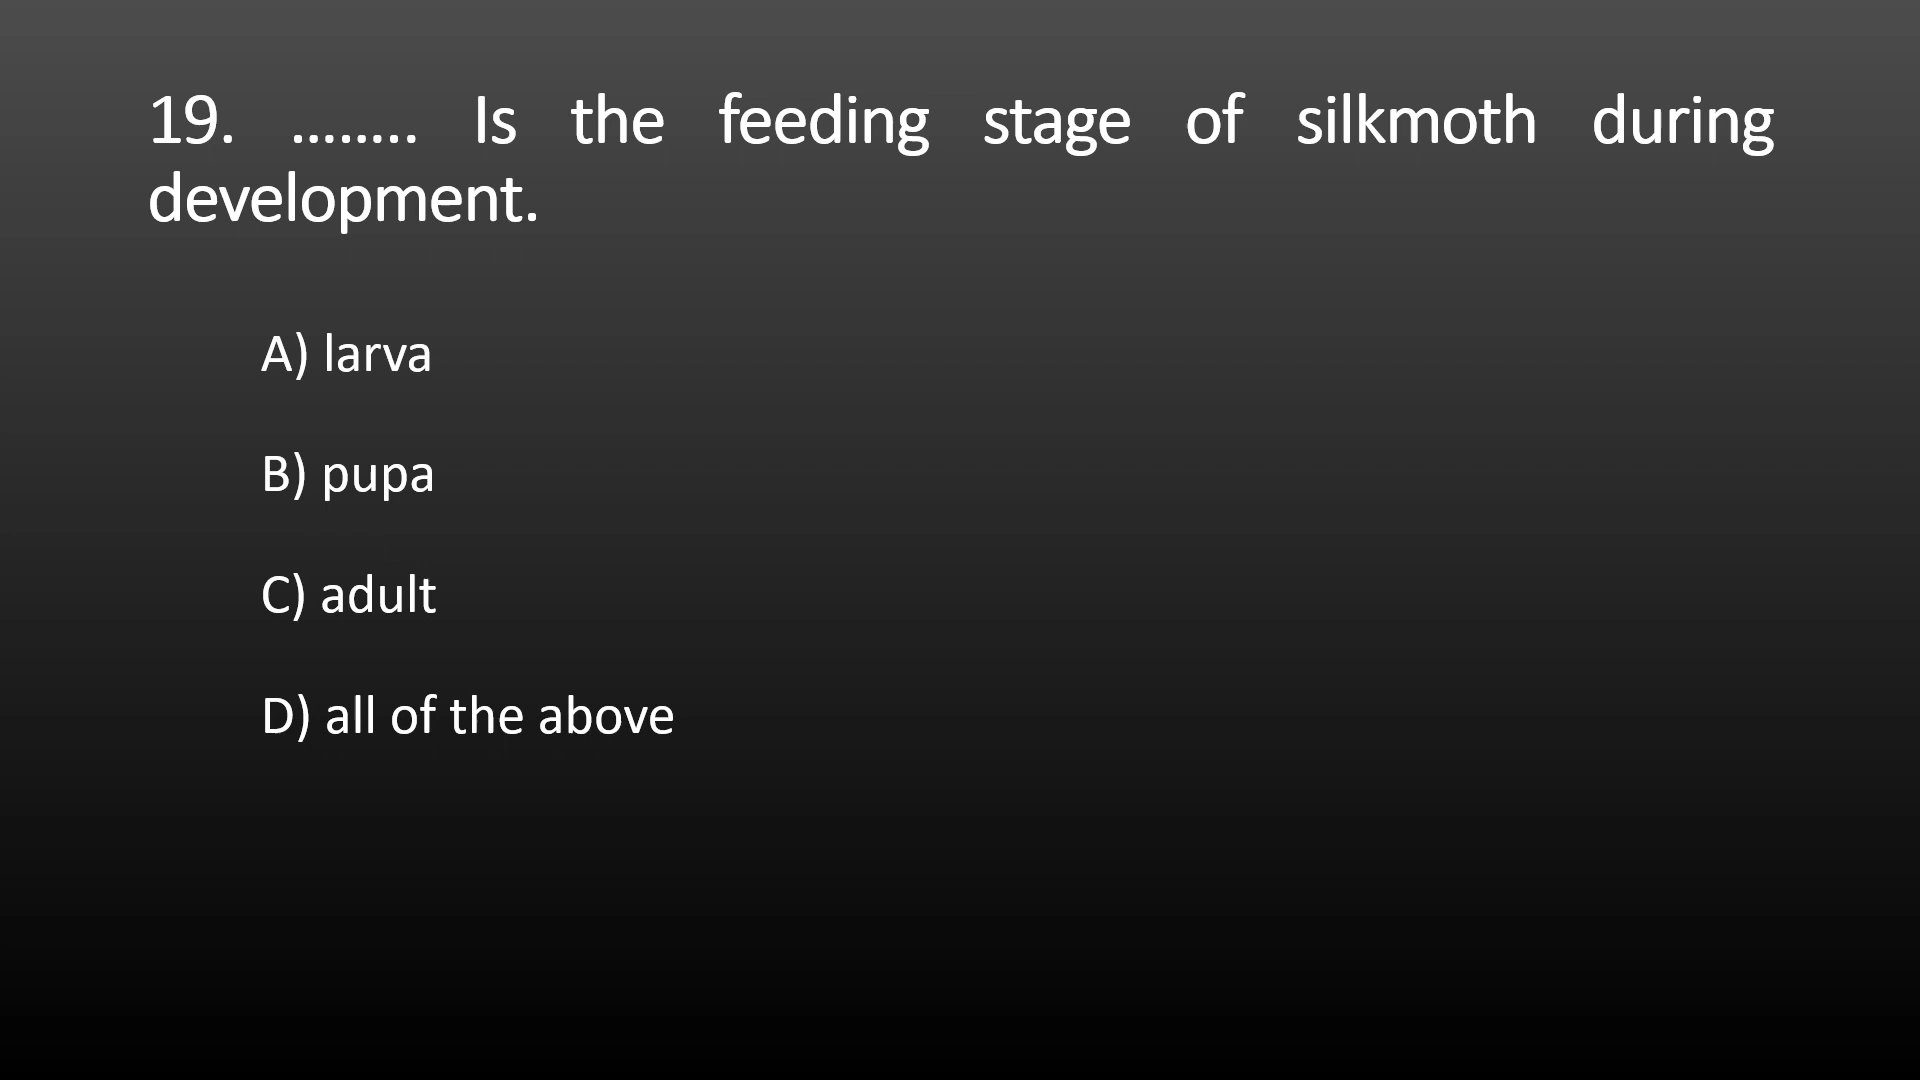 19. …….. Is the feeding stage of silkmoth during
development.
A) larva
B) pupa
C) adult
D) all of the above